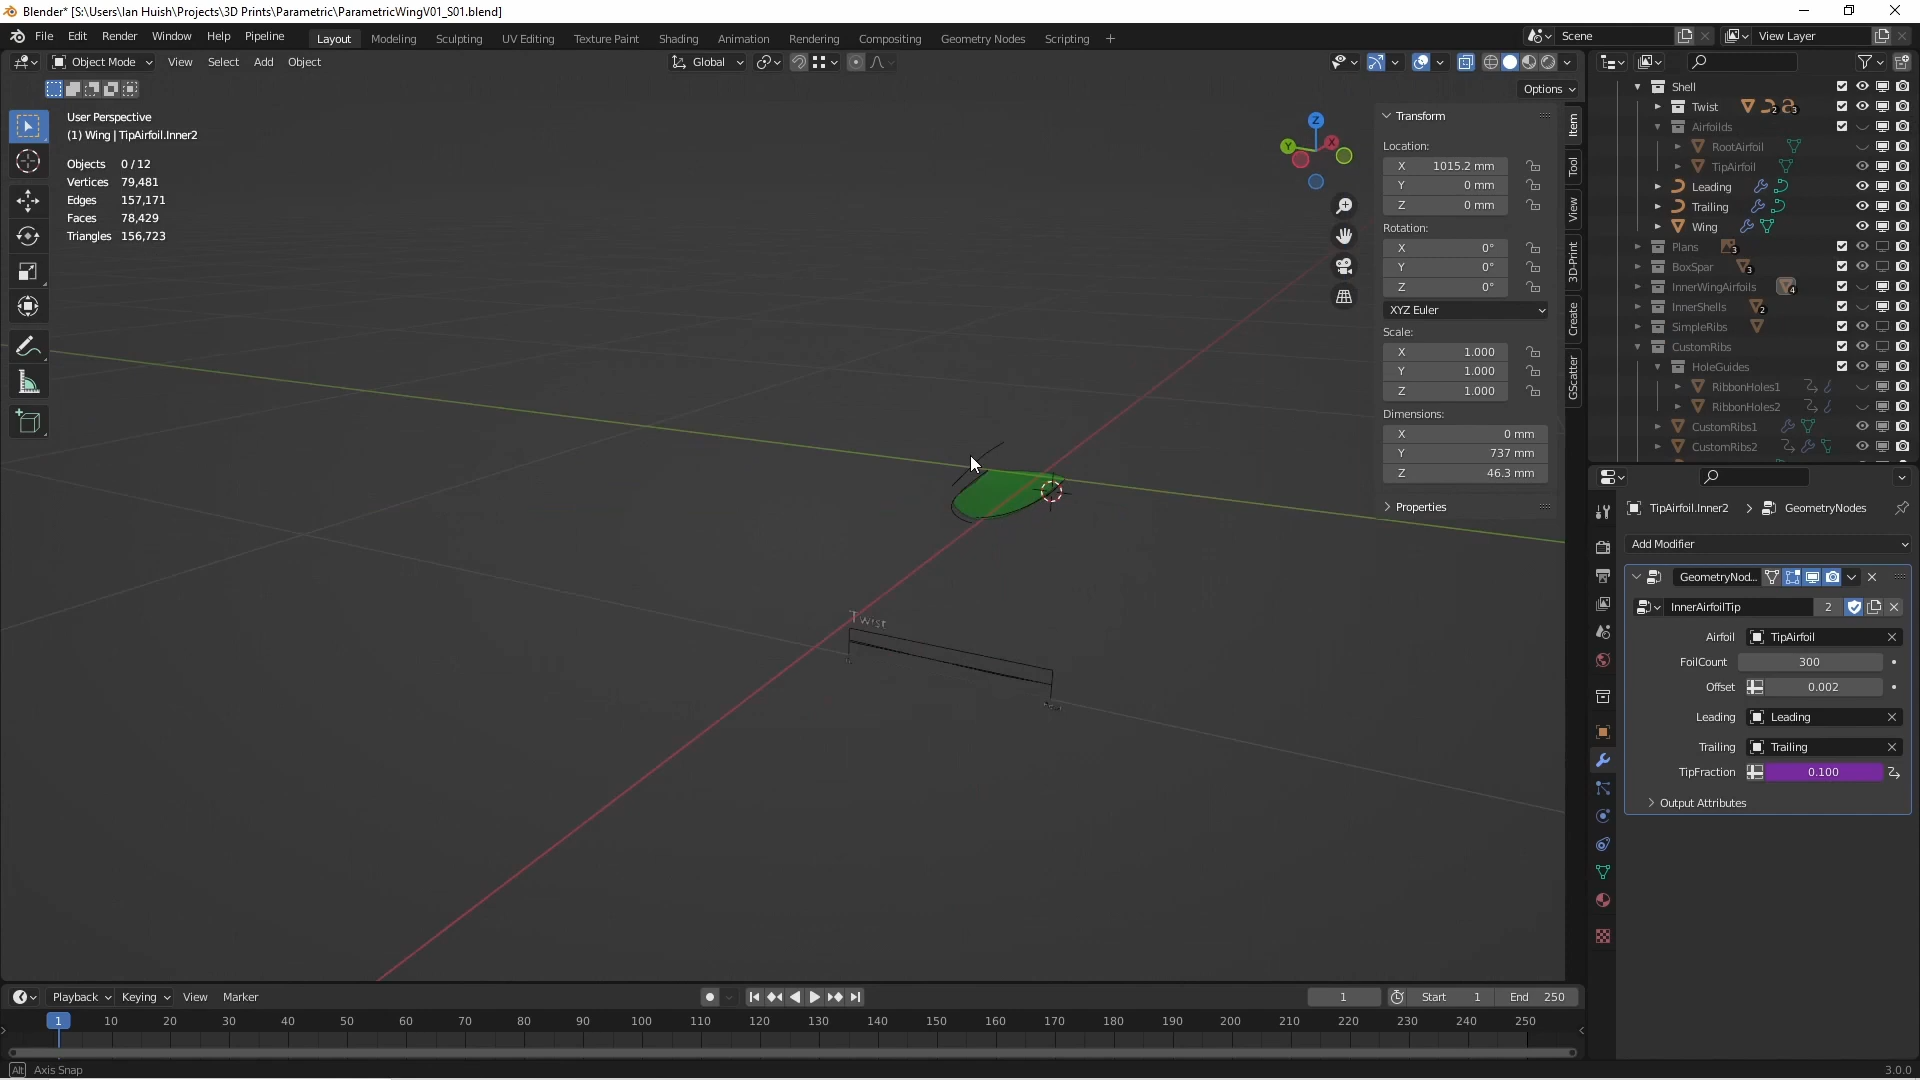 Blender* [S:\Users\Ian Huish\Projects\3D Prints\Parametric\ParametricWingV01_S01.blend]
File Edit Render Window Help Pipeline Layout Modeling Sculpting UV Editing Texture Paint Shading Animation Rendering Compositing Geometry Nodes Scripting + Scene View Layer
Object Mode View Select Add Object Global
Options
User Perspective
(1) Wing | TipAirfoil.Inner2
Objects 0 / 12
Vertices 79,481
Edges 157,171
Faces 78,429
Triangles 156,723
Twist
Z
Y
X
Transform
Location:
X 1015.2 mm
Y 0 mm
Z 0 mm
Rotation:
X 0°
Y 0°
Z 0°
XYZ Euler
Scale:
X 1.000
Y 1.000
Z 1.000
Dimensions:
X 0 mm
Y 737 mm
Z 46.3 mm
Properties
Item
Tool
View
3D-Print
Create
GScatter
Shell
Twist 2 3
Airfoilds
RootAirfoil
TipAirfoil
Leading
Trailing
Wing
Plans 3
BoxSpar 3
InnerWingAirfoils 4
InnerShells 2
SimpleRibs
CustomRibs
HoleGuides
RibbonHoles1
RibbonHoles2
CustomRibs1
CustomRibs2
TipAirfoil.Inner2 GeometryNodes
Add Modifier
GeometryNod...
InnerAirfoilTip 2
Airfoil TipAirfoil
FoilCount 300
Offset 0.002
Leading Leading
Trailing Trailing
TipFraction 0.100
Output Attributes
Playback Keying View Marker 1 Start 1 End 250
1 10 20 30 40 50 60 70 80 90 100 110 120 130 140 150 160 170 180 190 200 210 220 230 240 250
Alt Axis Snap 3.0.0